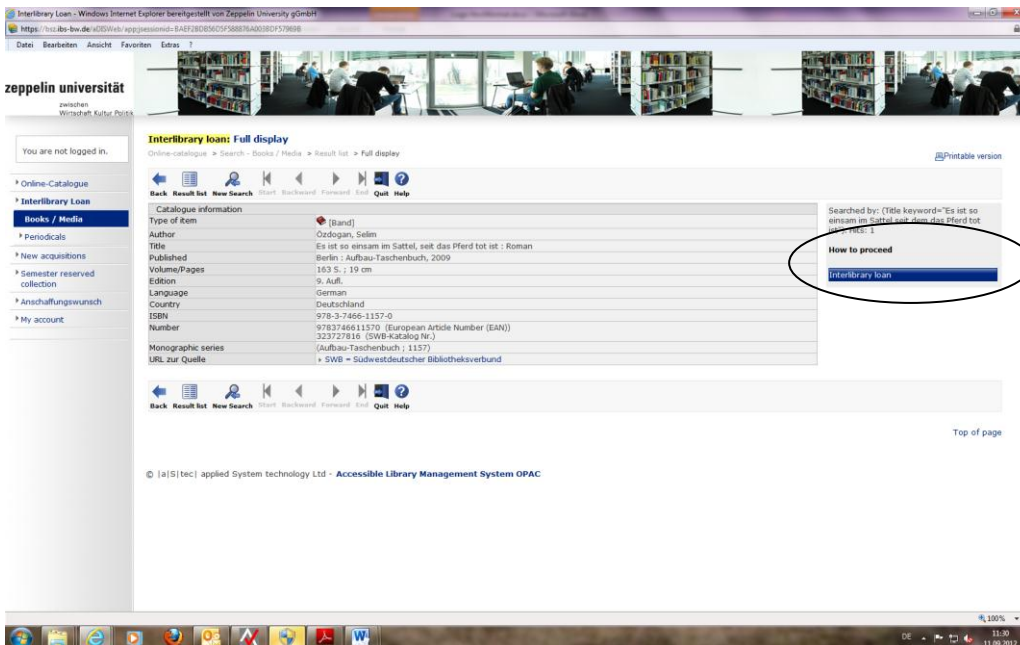 Interlibrary Loan - Windows Internet Explorer bereitgestellt von Zeppelin University gGmbH
Datei Bearbeiten Ansicht Favoriten Extras ?
zeppelin universität
zwischen
Wirtschaft Kultur Politik
You are not logged in.
Online-Catalogue
Interlibrary Loan
Books / Media
Periodicals
New acquisitions
Semester reserved
collection
Anschaffungswunsch
My account
Interlibrary loan: Full display
Online-catalogue > Search - Books / Media > Result list > Full display
Printable version
Back Result list New Search Start Backward Forward End Quit Help
Catalogue information
Type of item [Band]
Author Özdogan, Selim
Title Es ist so einsam im Sattel, seit das Pferd tot ist : Roman
Published Berlin : Aufbau-Taschenbuch, 2009
Volume/Pages 163 S. ; 19 cm
Edition 9. Aufl.
Language German
Country Deutschland
ISBN 978-3-7466-1157-0
Number 9783746611570 (European Article Number (EAN))
323727816 (SWB-Katalog Nr.)
Monographic series (Aufbau-Taschenbuch ; 1157)
URL zur Quelle SWB = Südwestdeutscher Bibliotheksverbund
Searched by: (Title keyword="Es ist so
einsam im Sattel seit dem das Pferd tot
ist"). Hits: 1
How to proceed
Interlibrary loan
Back Result list New Search Start Backward Forward End Quit Help
Top of page
© |a|S|tec| applied System technology Ltd - Accessible Library Management System OPAC
100%
DE
11:30
11.09.2012